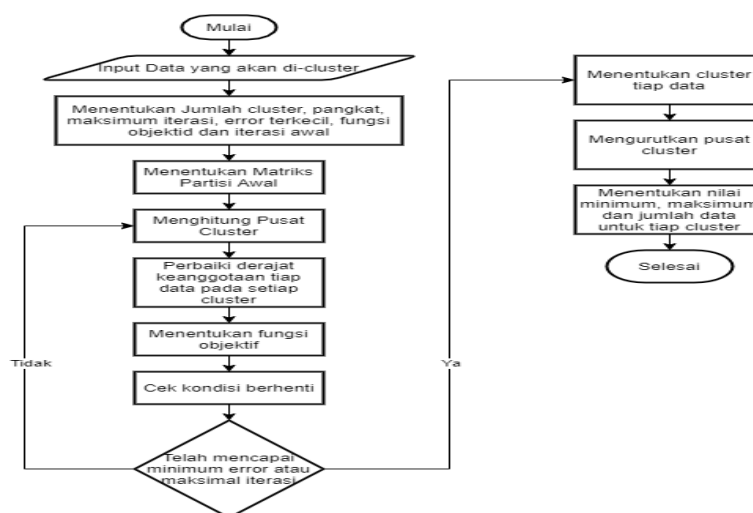 Mulai
Input Data yang akan di-cluster
Menentukan Jumlah cluster, pangkat,
maksimum iterasi, error terkecil, fungsi
objektid dan iterasi awal
Menentukan Matriks
Partisi Awal
Menghitung Pusat
Cluster
Perbaiki derajat
keanggotaan tiap
data pada setiap
cluster
Menentukan fungsi
objektif
Tidak
Cek kondisi berhenti
Telah mencapai
minimum error atau
maksimal iterasi
Ya
Menentukan cluster
tiap data
Mengurutkan pusat
cluster
Menentukan nilai
minimum, maksimum
dan jumlah data
untuk tiap cluster
Selesai